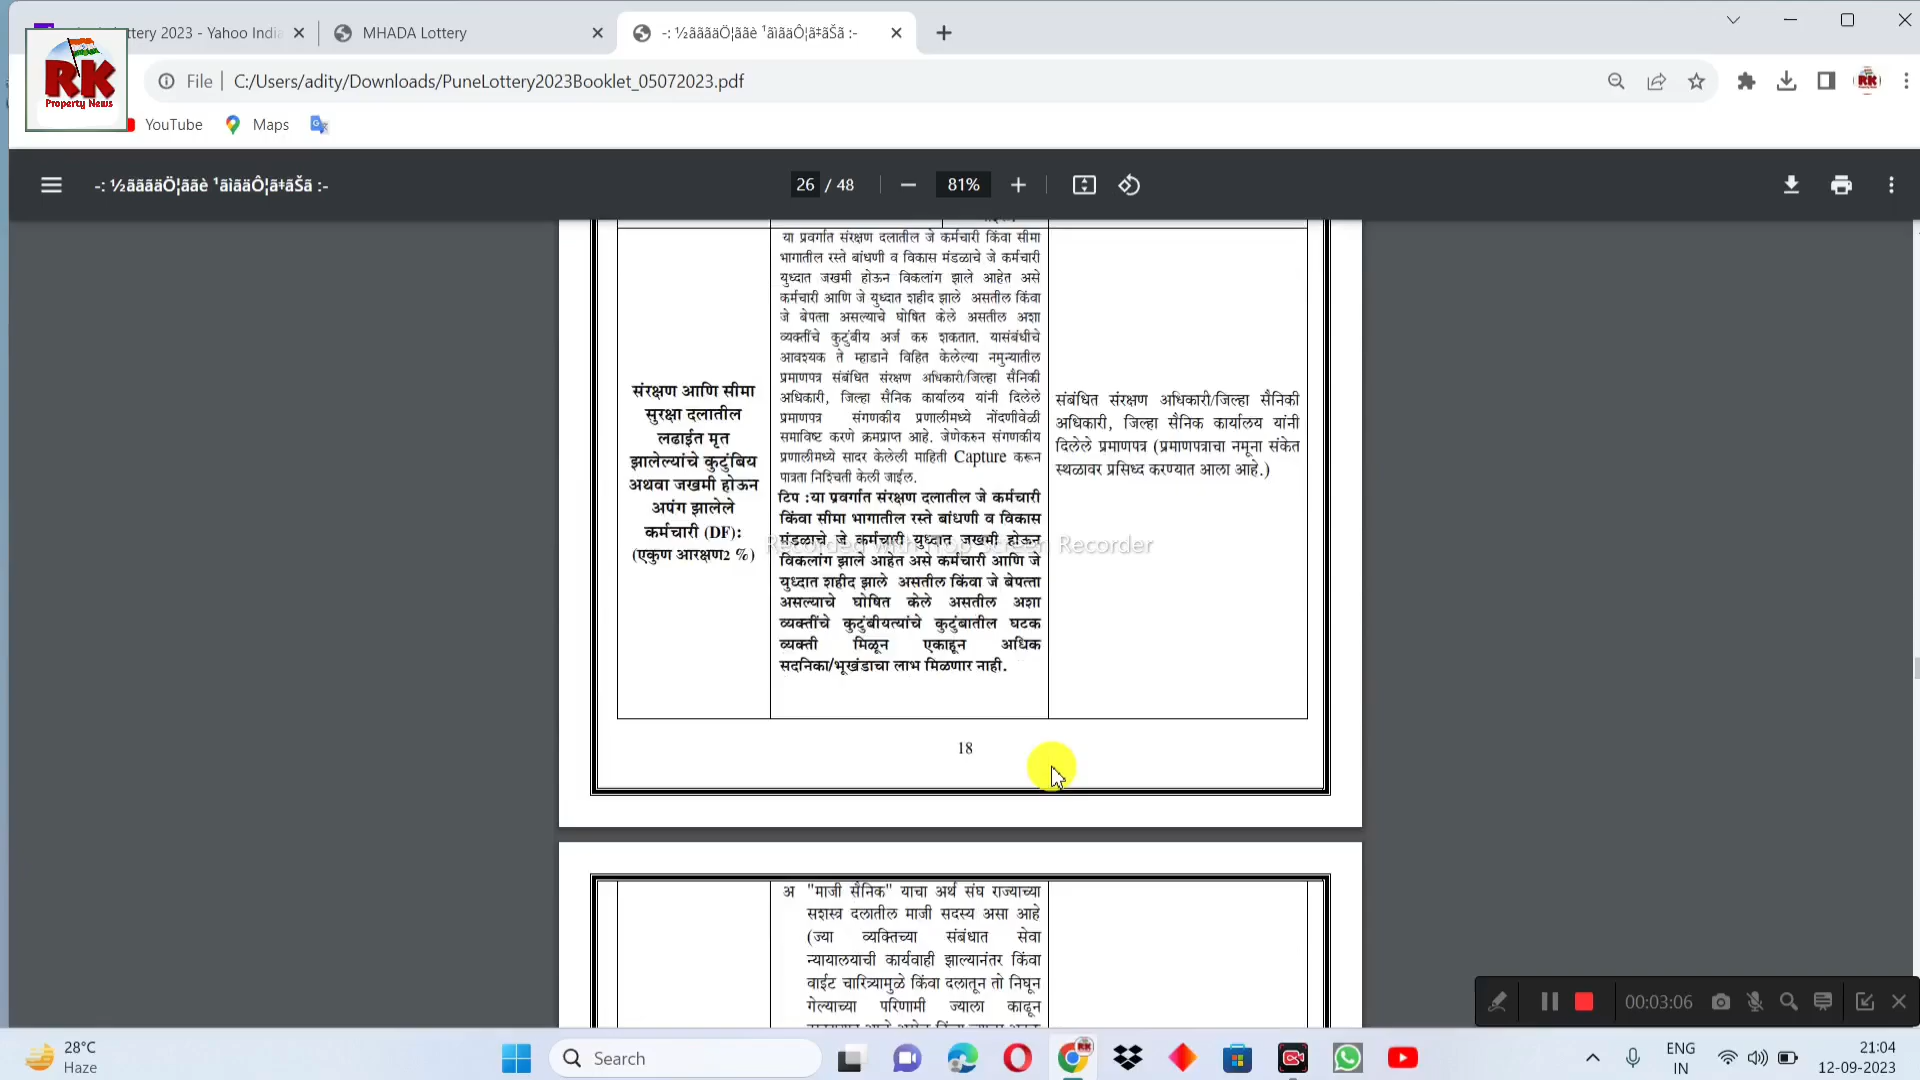 ttery 2023 - Yahoo India
MHADA Lottery
-: ½ããããäÖ¦ããè ¹ãìããäÔ¦ã‡ãŠã :-
RK
Property News
File
C:/Users/adity/Downloads/PuneLottery2023Booklet_05072023.pdf
YouTube
Maps
-: ½ããããäÖ¦ããè ¹ãìããäÔ¦ã‡ãŠã :-
26 / 48
81%
संरक्षण आणि सीमा
सुरक्षा दलातील
लढाईत मृत
झालेल्यांचे कुटुंबिय
अथवा जखमी होऊन
अपंग झालेले
कर्मचारी (DF):
(एकुण आरक्षण2 %)
या प्रवर्गात संरक्षण दलातील जे कर्मचारी किंवा सीमा
भागातील रस्ते बांधणी व विकास मंडळाचे जे कर्मचारी
युध्दात जखमी होऊन विकलांग झाले आहेत असे
कर्मचारी आणि जे युध्दात शहीद झाले असतील किंवा
जे बेपत्ता असल्याचे घोषित केले असतील अशा
व्यक्तींचे कुटुंबीय अर्ज करु शकतात. यासंबंधीचे
आवश्यक ते म्हाडाने विहित केलेल्या नमुन्यातील
प्रमाणपत्र संबंधित संरक्षण अधिकारी/जिल्हा सैनिकी
अधिकारी, जिल्हा सैनिक कार्यालय यांनी दिलेले
प्रमाणपत्र संगणकीय प्रणालीमध्ये नोंदणीवेळी
समाविष्ट करणे क्रमप्राप्त आहे. जेणेकरुन संगणकीय
प्रणालीमध्ये सादर केलेली माहिती Capture करून
पात्रता निश्चिती केली जाईल.
टिप :या प्रवर्गात संरक्षण दलातील जे कर्मचारी
किंवा सीमा भागातील रस्ते बांधणी व विकास
मंडळाचे जे कर्मचारी युध्दात जखमी होऊन
विकलांग झाले आहेत असे कर्मचारी आणि जे
युध्दात शहीद झाले असतील किंवा जे बेपत्ता
असल्याचे घोषित केले असतील अशा
व्यक्तींचे कुटुंबीयत्यांचे कुटुंबातील घटक
व्यक्ती मिळून एकाहून अधिक
सदनिका/भूखंडाचा लाभ मिळणार नाही.
संबंधित संरक्षण अधिकारी/जिल्हा सैनिकी
अधिकारी, जिल्हा सैनिक कार्यालय यांनी
दिलेले प्रमाणपत्र (प्रमाणपत्राचा नमूना संकेत
स्थळावर प्रसिध्द करण्यात आला आहे.)
Recorded with iTop Screen Recorder
18
अ "माजी सैनिक" याचा अर्थ संघ राज्याच्या
सशस्त्र दलातील माजी सदस्य असा आहे
(ज्या व्यक्तिच्या संबंधात सेवा
न्यायालयाची कार्यवाही झाल्यानंतर किंवा
वाईट चारित्र्यामुळे किंवा दलातून तो निघून
गेल्याच्या परिणामी ज्याला काढून
00:03:06
28°C
Haze
Search
ENG
IN
21:04
12-09-2023